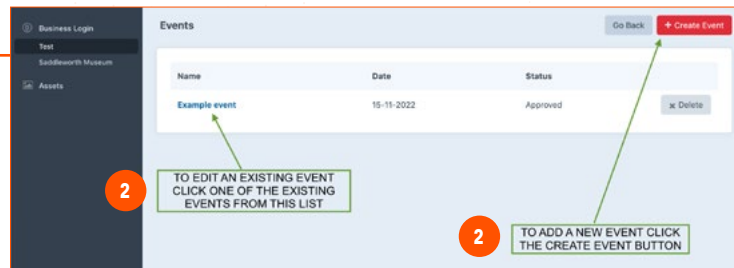 Business Login
Test
Saddleworth Museum
Assets
Events
Go Back
+ Create Event
Name Date Status
Example event 15-11-2022 Approved
x Delete
2
TO EDIT AN EXISTING EVENT
CLICK ONE OF THE EXISTING
EVENTS FROM THIS LIST
2
TO ADD A NEW EVENT CLICK
THE CREATE EVENT BUTTON